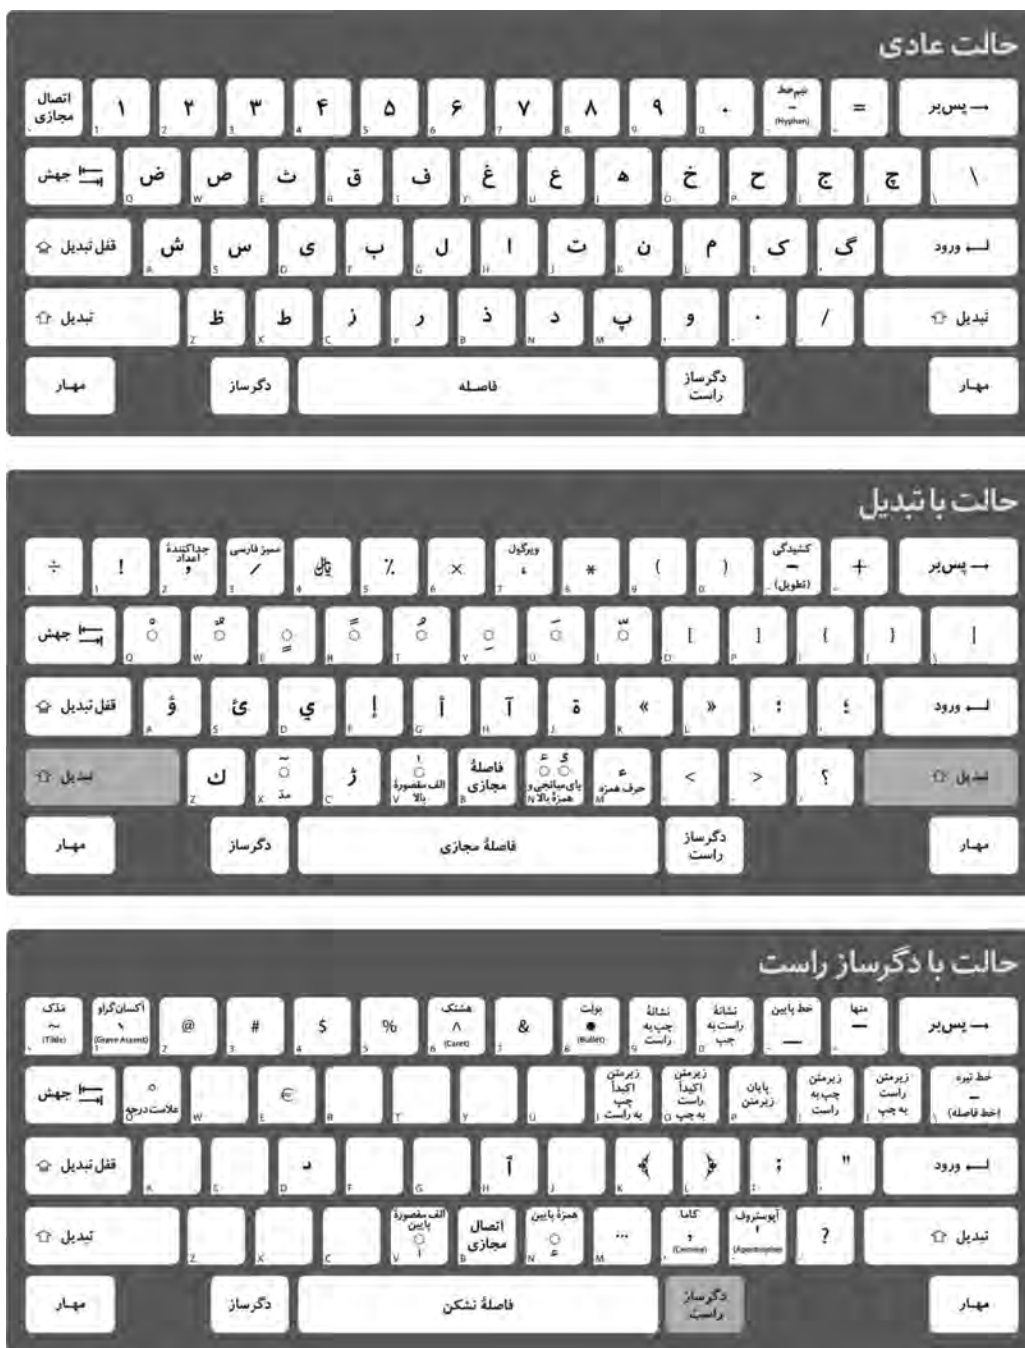 حالت عادی
اتصال مجازی ۱ ۲ ۳ ۴ ۵ ۶ ۷ ۸ ۹ ۰ نیم‌خط - (Hyphen) = پس‌بر
جهش ض ص ث ق ف غ ع ه خ ح ج چ \
قفل تبدیل ش س ی ب ل ا ت ن م ک گ ورود
تبدیل ظ ط ز ر ذ د پ و . / تبدیل
مهار دگرساز فاصله دگرساز راست مهار
حالت با تبدیل
÷ ! جداکنندهٔ اعداد ٬ ممیز فارسی ٫ ﷼ ٪ × ویرگول ، * ( ) کشیدگی ـ (تطویل) + پس‌بر
جهش ْ ٌ ٍ ً ُ ِ َ ّ [ ] { } |
قفل تبدیل ؤ ئ ي إ أ آ ة » « : ؛ ورود
تبدیل ك مدّ ٓ ژ الف مقصورهٔ بالا ٰ فاصلهٔ مجازی یای میانجی و همزهٔ بالا ٔ ء حرف همزه < > ؟ تبدیل
مهار دگرساز فاصلهٔ مجازی دگرساز راست مهار
حالت با دگرساز راست
مدّک ~ (Tilde) اکسان‌گراو ` (Grave Accent) @ # $ % هشتک ^ (Caret) & بولت • (Bullet) نشانهٔ چپ‌به راست نشانهٔ راست به چپ خط پایین _ منها − پس‌بر
جهش ° علامت درجه € زیرمتن اکیداً چپ به راست زیرمتن اکیداً راست به چپ پایان زیرمتن زیرمتن چپ به راست زیرمتن راست به چپ خط تیره – (خط فاصله)
قفل تبدیل ٱ ﴾ ﴿ ; " ورود
تبدیل الف مقصورهٔ پایین ٖ اتصال مجازی همزهٔ پایین ٕ ... کاما , (Comma) آپوستروف ' (Apostrophe) ? تبدیل
مهار دگرساز فاصلهٔ نشکن دگرساز راست مهار